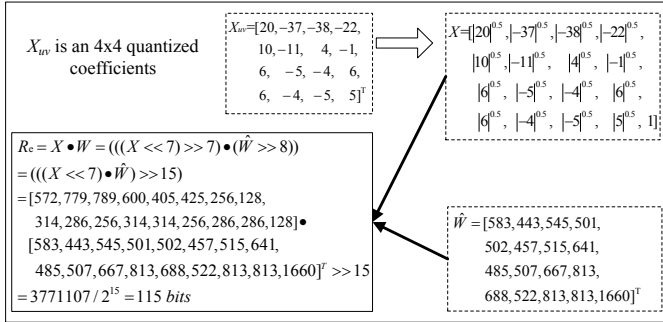 X_uv is an 4x4 quantized
coefficients
X_uv=[20, −37, −38, −22,
10, −11, 4, −1,
6, −5, −4, 6,
6, −4, −5, 5]^T
X=[|20|^0.5, |−37|^0.5, |−38|^0.5, |−22|^0.5,
|10|^0.5, |−11|^0.5, |4|^0.5, |−1|^0.5,
|6|^0.5, |−5|^0.5, |−4|^0.5, |6|^0.5,
|6|^0.5, |−4|^0.5, |−5|^0.5, |5|^0.5, 1]
R_e = X • W = (((X << 7) >> 7) • (Ŵ >> 8))
= (((X << 7) • Ŵ) >> 15)
= [572, 779, 789, 600, 405, 425, 256, 128,
314, 286, 256, 314, 314, 256, 286, 286, 128] •
[583, 443, 545, 501, 502, 457, 515, 641,
485, 507, 667, 813, 688, 522, 813, 813, 1660]^T >> 15
= 3771107 / 2^15 = 115 bits
Ŵ = [583, 443, 545, 501,
502, 457, 515, 641,
485, 507, 667, 813,
688, 522, 813, 813, 1660]^T